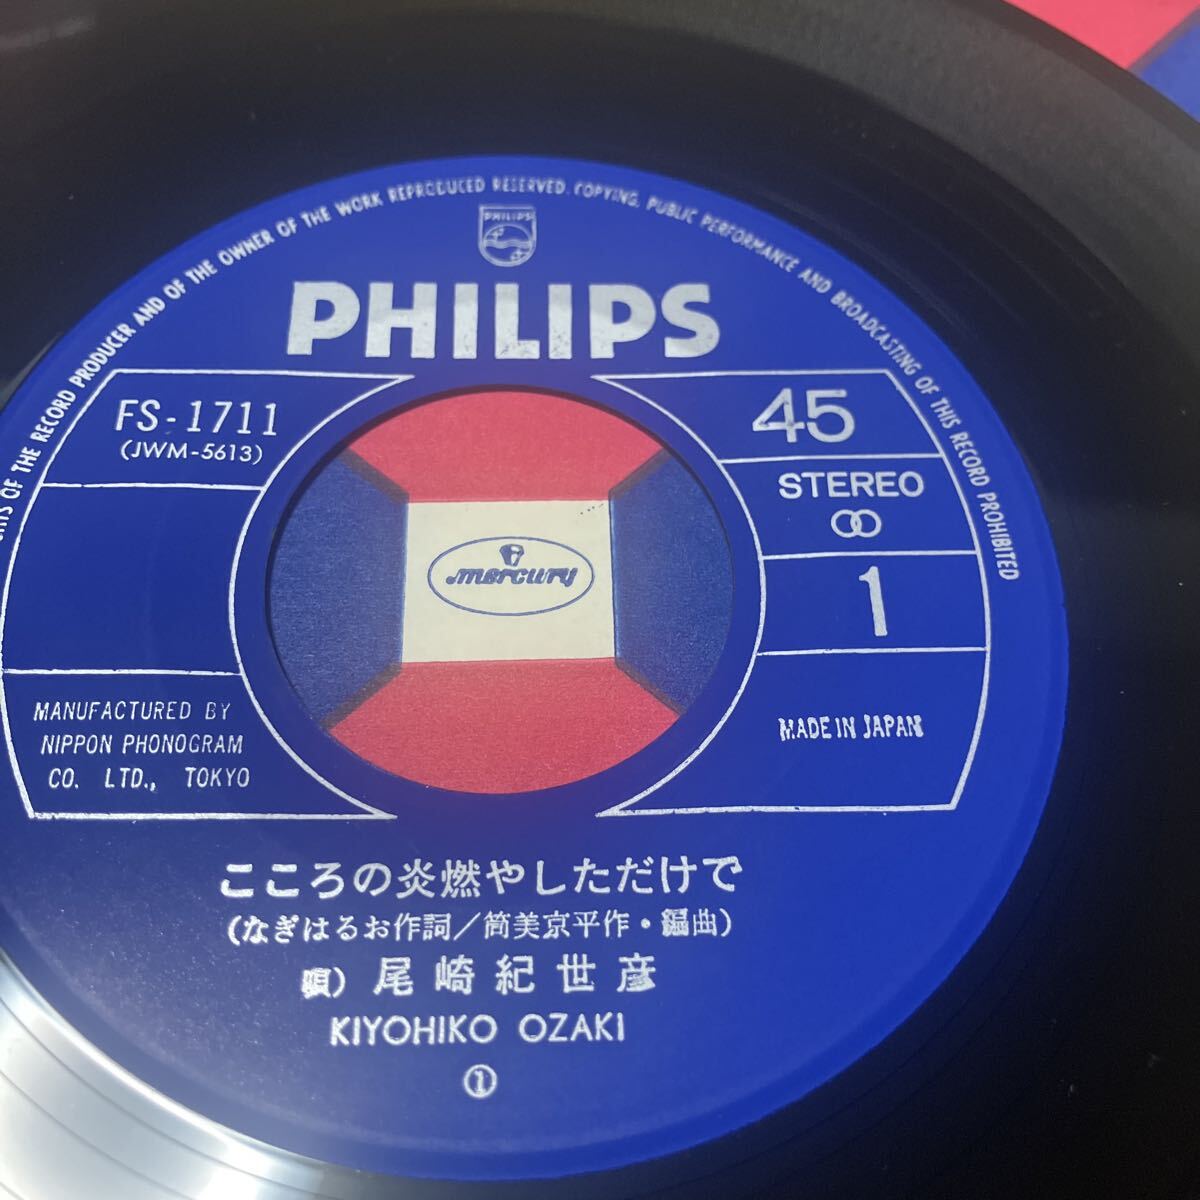 OF THE RECORD PRODUCER AND OF THE OWNER OF THE WORK REPRODUCED RESERVED. COPYING, PUBLIC PERFORMANCE AND BROADCASTING OF THIS RECORD PROHIBITED
PHILIPS
PHILIPS
FS-1711
(JWM-5613)
45
STEREO
1
mercury
MANUFACTURED BY
NIPPON PHONOGRAM
CO. LTD., TOKYO
MADE IN JAPAN
こころの炎燃やしただけで
(なぎはるお作詞/筒美京平作・編曲)
唄) 尾崎紀世彦
KIYOHIKO OZAKI
①